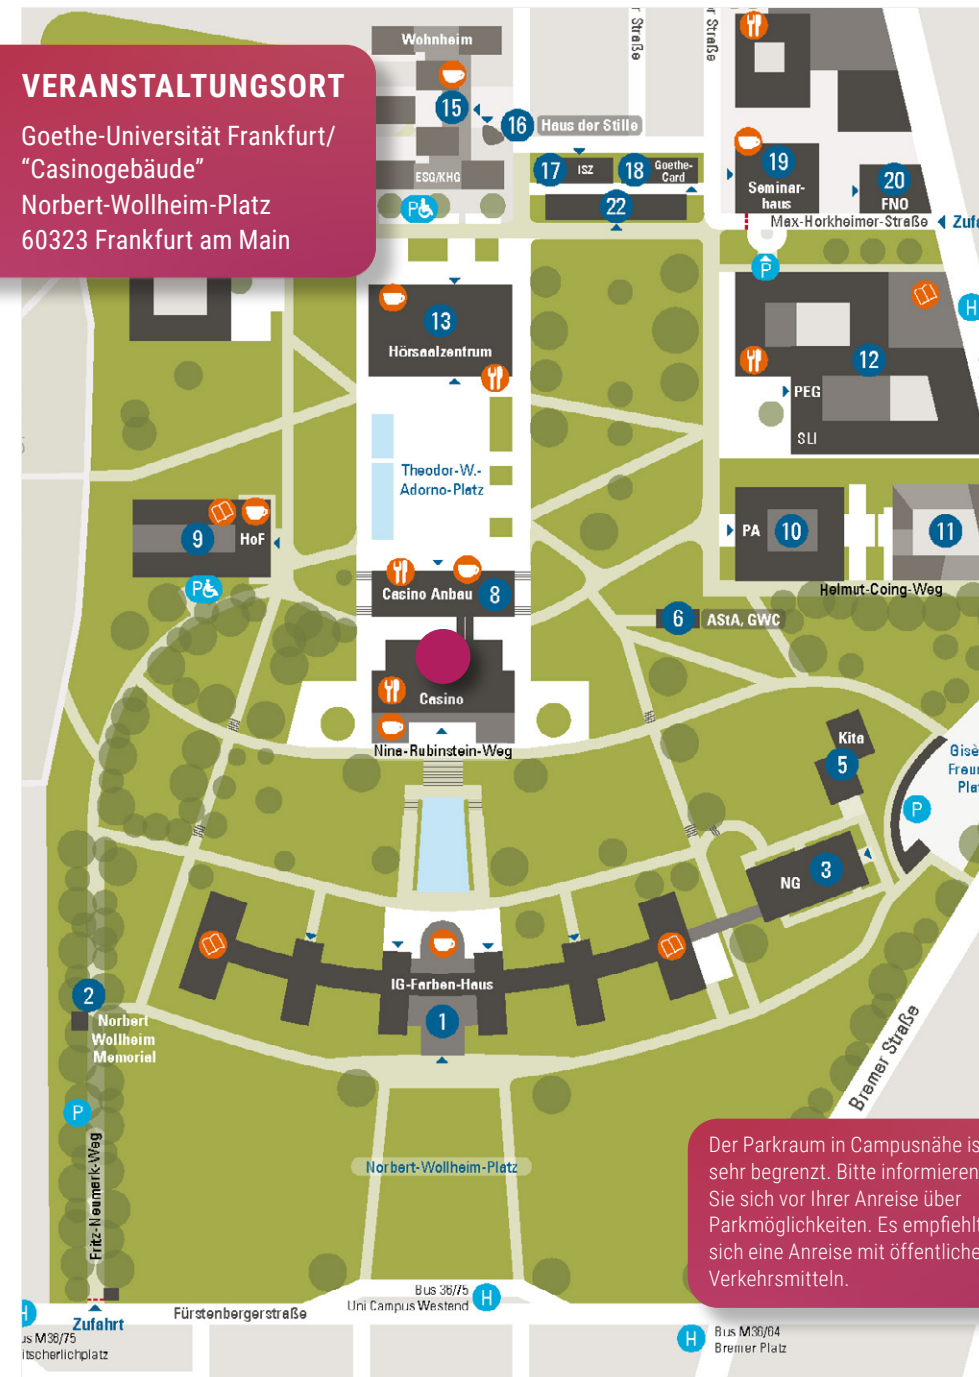 VERANSTALTUNGSORT
Goethe-Universität Frankfurt/
“Casinogebäude”
Norbert-Wollheim-Platz
60323 Frankfurt am Main
Wohnheim
15
16 Haus der Stille
ESG/KHG
P
17 ISZ
18 Goethe-
Card
22
r Straße
r Straße
19
Seminar-
haus
20
FNO
Max-Horkheimer-Straße
P
H
13
Hörsaalzentrum
12
PEG
SLI
Theodor-W.-
Adorno-Platz
9
HoF
P
PA
10
11
Helmut-Coing-Weg
Casino Anbau 8
6 AStA, GWC
Casino
Nina-Rubinstein-Weg
Kita
5
P
3
NG
IG-Farben-Haus
1
2
Norbert
Wollheim
Memorial
P
Fritz-Neumark-Weg
Norbert-Wollheim-Platz
Bremer Straße
Der Parkraum in Campusnähe is
sehr begrenzt. Bitte informieren
Sie sich vor Ihrer Anreise über
Parkmöglichkeiten. Es empfiehlt
sich eine Anreise mit öffentliche
Verkehrsmitteln.
Zufahrt
Fürstenbergerstraße
Bus 36/75
Uni Campus Westend
H
H
us M36/75
itscherlichplatz
H
Bus M36/64
Bremer Platz